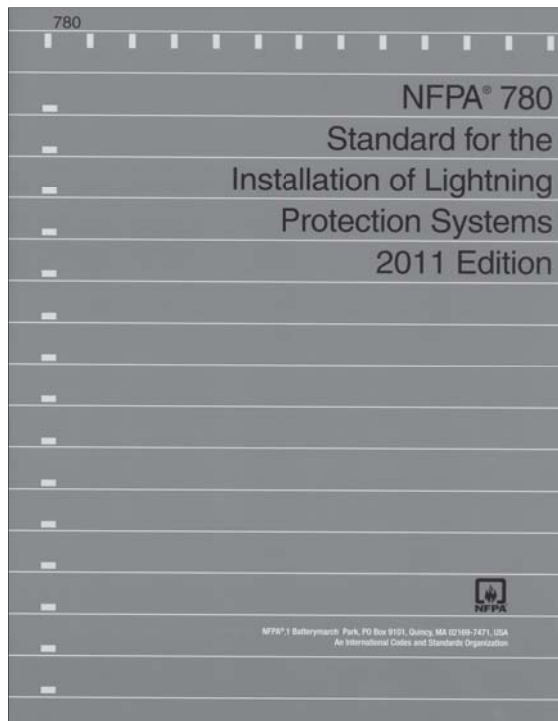 780
NFPA® 780
Standard for the
Installation of Lightning
Protection Systems
2011 Edition
NFPA
NFPA®,1 Batterymarch Park, PO Box 9101, Quincy, MA 02169-7471, USA
An International Codes and Standards Organization